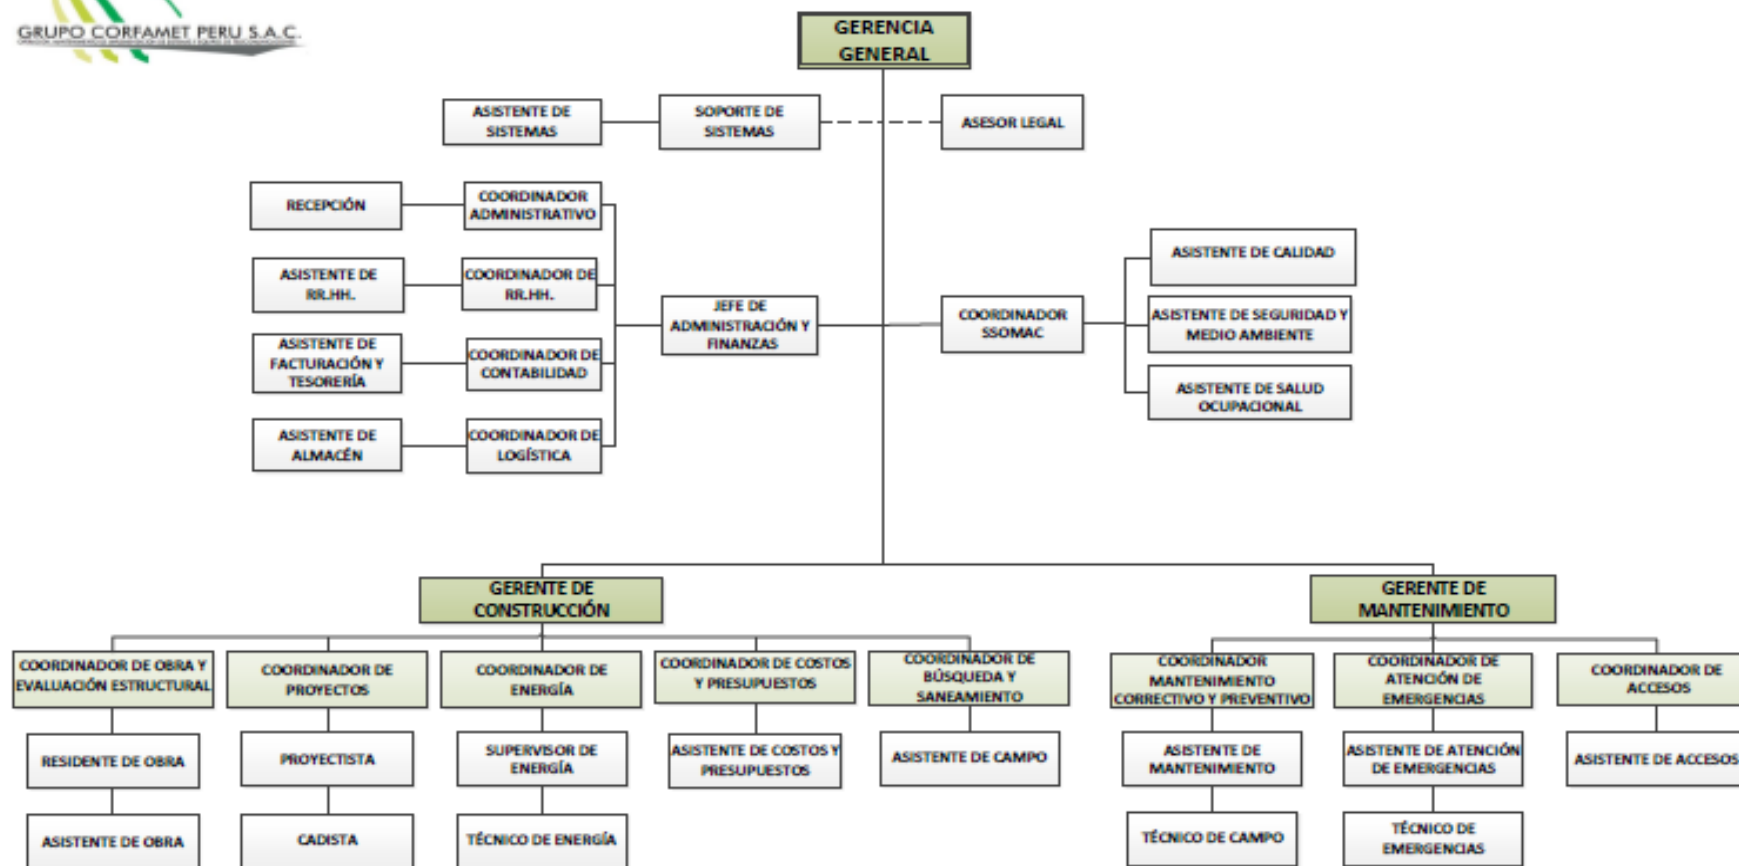 GRUPO CORFAMET PERU S.A.C.
GERENCIA
GENERAL
ASISTENTE DE
SISTEMAS
SOPORTE DE
SISTEMAS
ASESOR LEGAL
RECEPCIÓN
COORDINADOR
ADMINISTRATIVO
ASISTENTE DE
RR.HH.
COORDINADOR DE
RR.HH.
ASISTENTE DE
FACTURACIÓN Y
TESORERÍA
COORDINADOR DE
CONTABILIDAD
ASISTENTE DE
ALMACÉN
COORDINADOR DE
LOGÍSTICA
JEFE DE
ADMINISTRACIÓN Y
FINANZAS
COORDINADOR
SSOMAC
ASISTENTE DE CALIDAD
ASISTENTE DE SEGURIDAD Y
MEDIO AMBIENTE
ASISTENTE DE SALUD
OCUPACIONAL
GERENTE DE
CONSTRUCCIÓN
GERENTE DE
MANTENIMIENTO
COORDINADOR DE OBRA Y
EVALUACIÓN ESTRUCTURAL
COORDINADOR DE
PROYECTOS
COORDINADOR DE
ENERGÍA
COORDINADOR DE COSTOS
Y PRESUPUESTOS
COORDINADOR DE
BÚSQUEDA Y
SANEAMIENTO
COORDINADOR
MANTENIMIENTO
CORRECTIVO Y PREVENTIVO
COORDINADOR DE
ATENCIÓN DE
EMERGENCIAS
COORDINADOR DE
ACCESOS
RESIDENTE DE OBRA
PROYECTISTA
SUPERVISOR DE
ENERGÍA
ASISTENTE DE COSTOS Y
PRESUPUESTOS
ASISTENTE DE CAMPO
ASISTENTE DE
MANTENIMIENTO
ASISTENTE DE ATENCIÓN
DE EMERGENCIAS
ASISTENTE DE ACCESOS
ASISTENTE DE OBRA
CADISTA
TÉCNICO DE ENERGÍA
TÉCNICO DE CAMPO
TÉCNICO DE
EMERGENCIAS